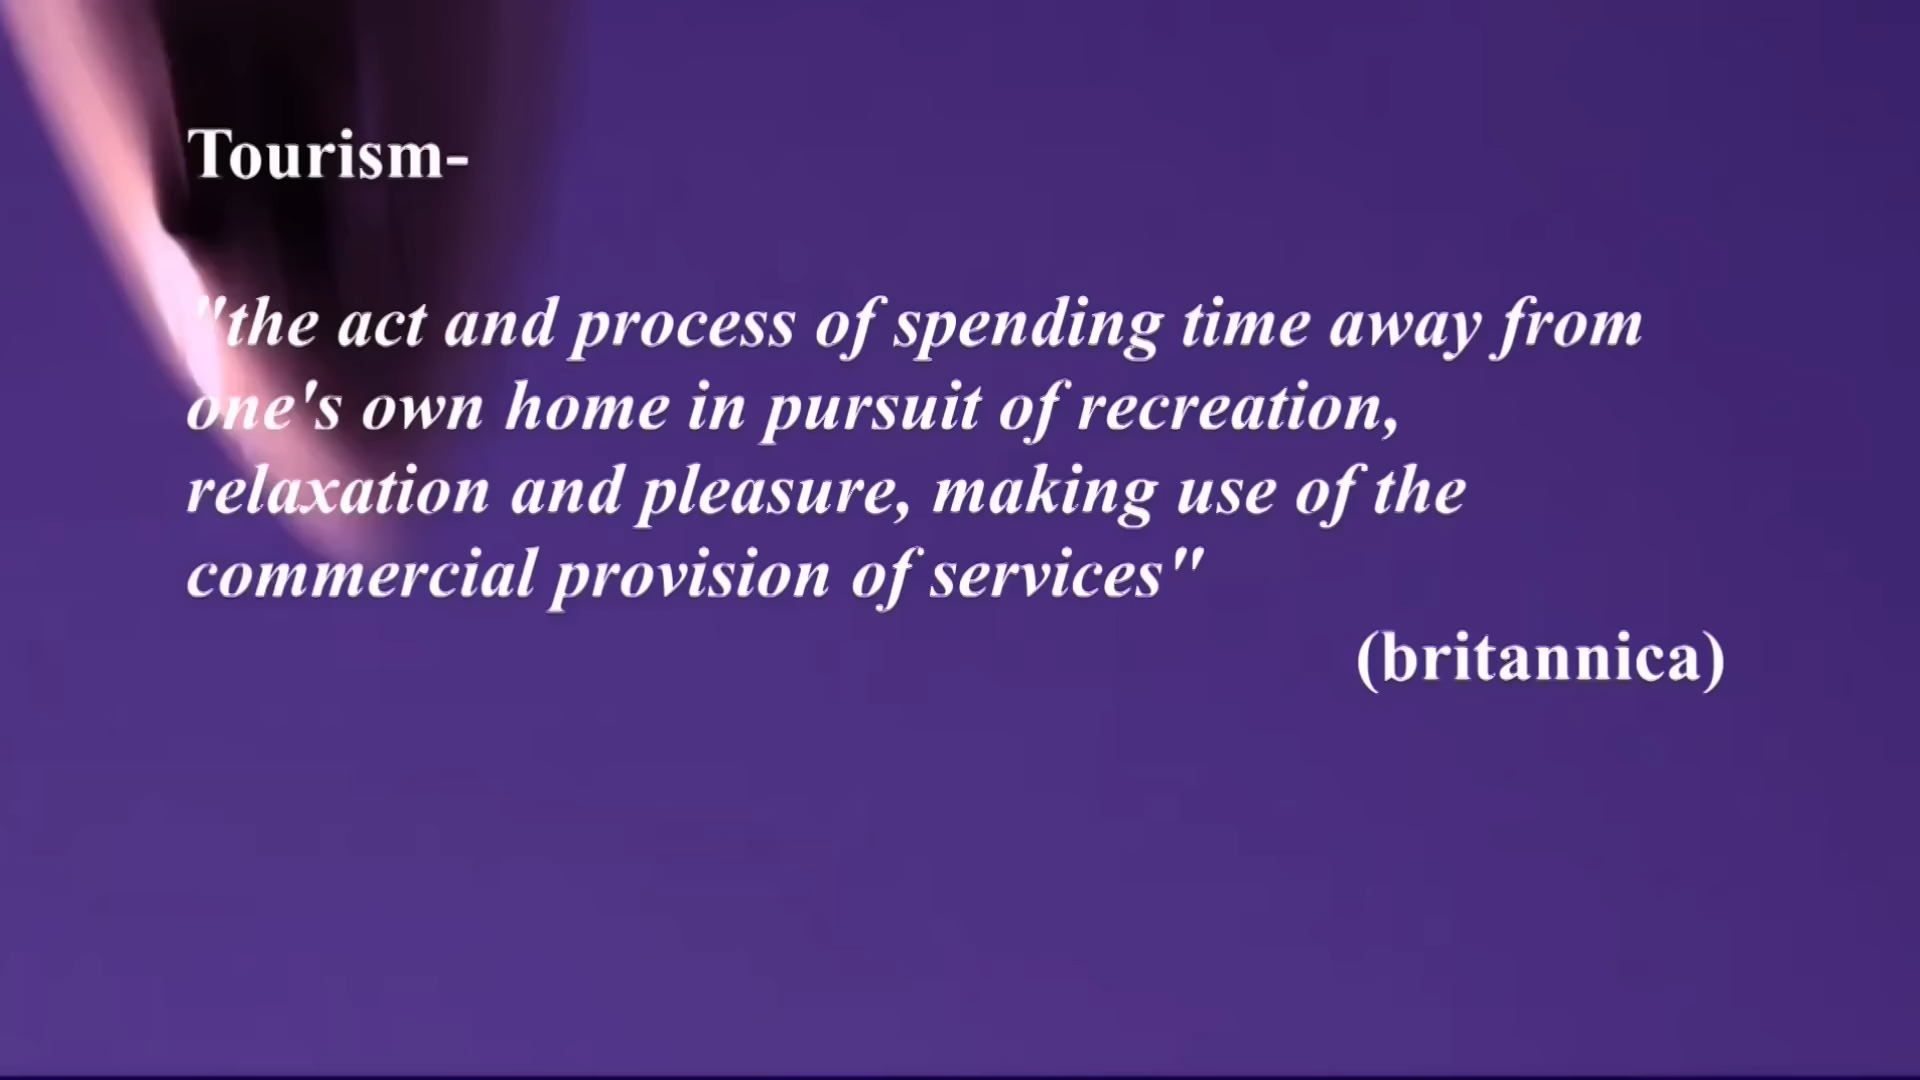 Tourism-
"the act and process of spending time away from
one's own home in pursuit of recreation,
relaxation and pleasure, making use of the
commercial provision of services"
(britannica)